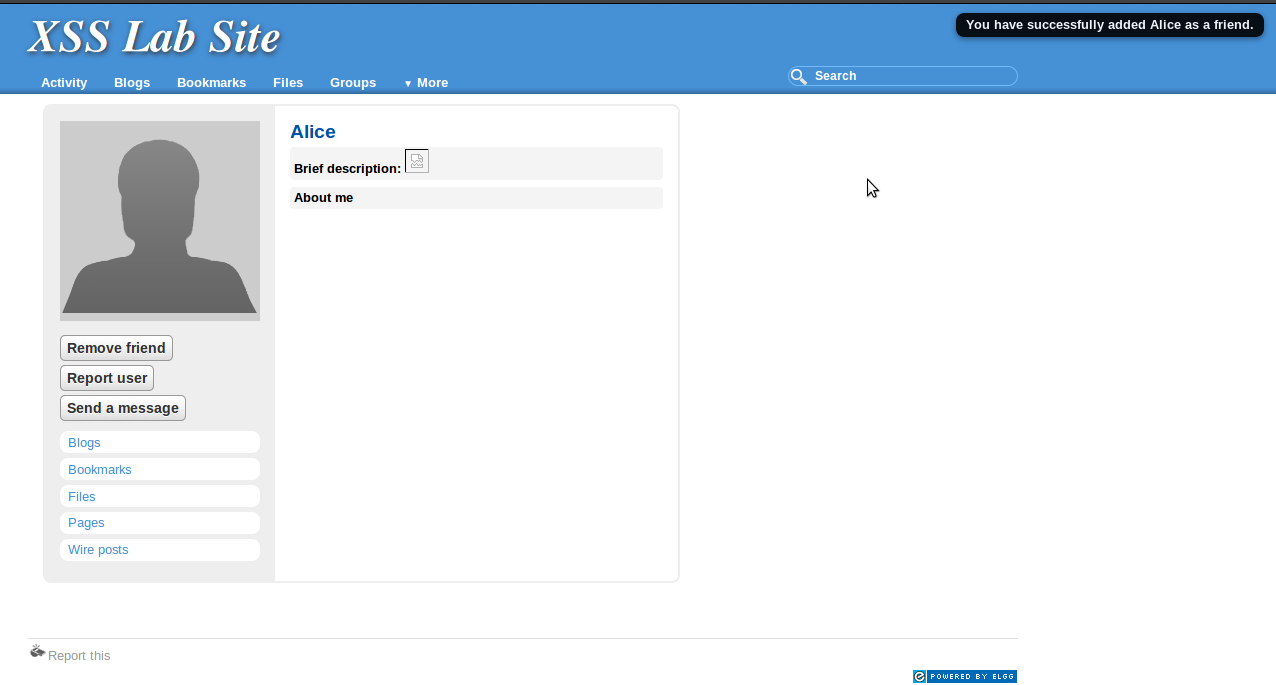 XSS Lab Site
You have successfully added Alice as a friend.
Activity Blogs Bookmarks Files Groups ▼ More
Search
Alice
Brief description:
About me
Remove friend
Report user
Send a message
Blogs
Bookmarks
Files
Pages
Wire posts
Report this
POWERED BY ELGG